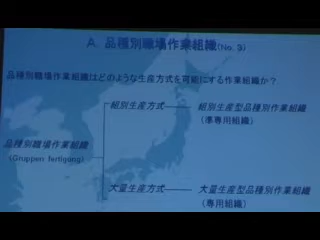 A. 品種別職場作業組織(No. 3)
品種別職場作業組織はどのような生産方式を可能にする作業組織か？
組別生産方式
組別生産型品種別作業組織
(準専用組織)
品種別職場作業組織
(Gruppen fertigung)
大量生産方式
大量生産型品種別作業組織
(専用組織)